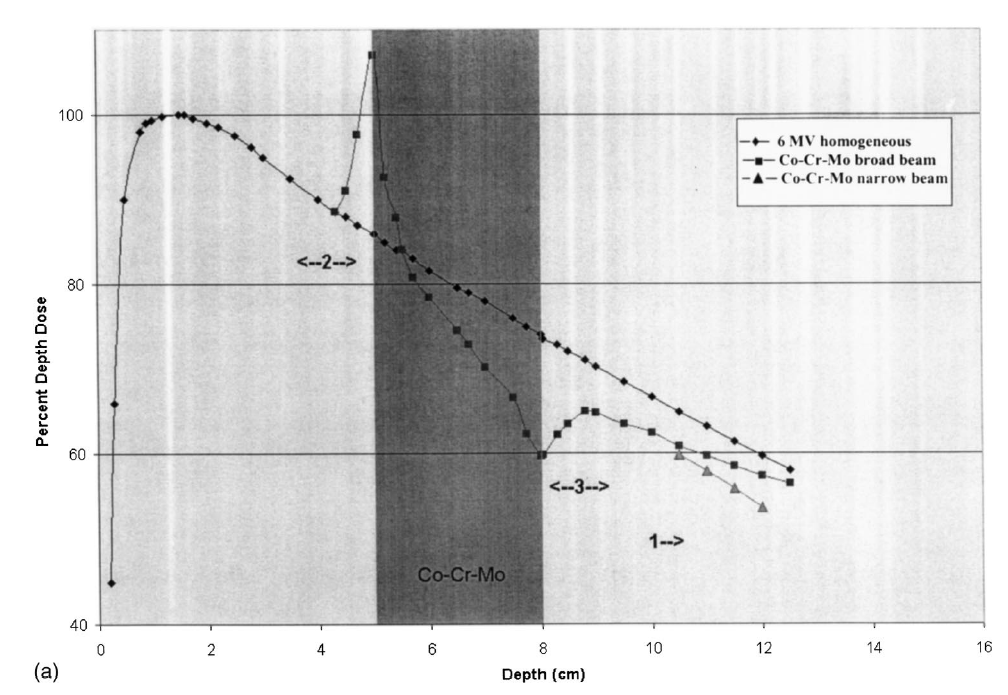 100
80
60
40
Percent Depth Dose
6 MV homogeneous
Co-Cr-Mo broad beam
Co-Cr-Mo narrow beam
<--2-->
<--3-->
1-->
Co-Cr-Mo
0 2 4 6 8 10 12 14 16
Depth (cm)
(a)